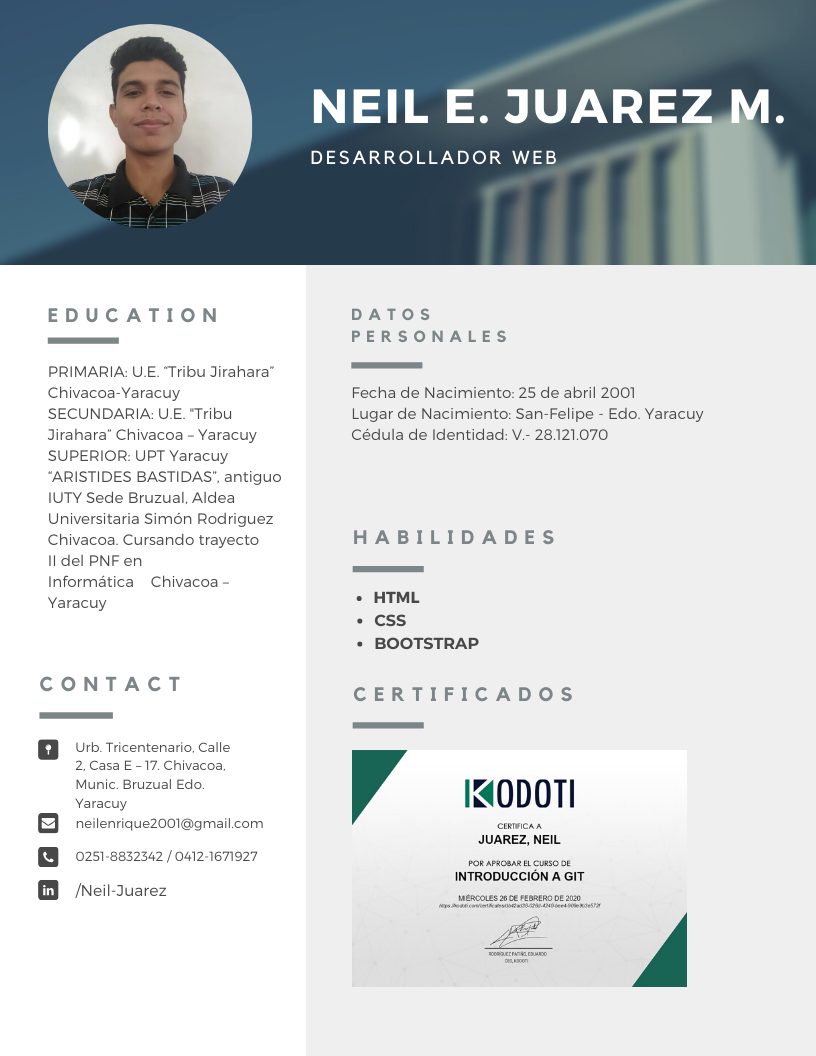 NEIL E. JUAREZ M.
DESARROLLADOR WEB
EDUCATION
PRIMARIA: U.E. “Tribu Jirahara”
Chivacoa-Yaracuy
SECUNDARIA: U.E. "Tribu
Jirahara” Chivacoa – Yaracuy
SUPERIOR: UPT Yaracuy
“ARISTIDES BASTIDAS”, antiguo
IUTY Sede Bruzual, Aldea
Universitaria Simón Rodriguez
Chivacoa. Cursando trayecto
II del PNF en
Informática Chivacoa –
Yaracuy
CONTACT
Urb. Tricentenario, Calle
2, Casa E – 17. Chivacoa,
Munic. Bruzual Edo.
Yaracuy
neilenrique2001@gmail.com
0251-8832342 / 0412-1671927
in
/Neil-Juarez
DATOS
PERSONALES
Fecha de Nacimiento: 25 de abril 2001
Lugar de Nacimiento: San-Felipe - Edo. Yaracuy
Cédula de Identidad: V.- 28.121.070
HABILIDADES
• HTML
• CSS
• BOOTSTRAP
CERTIFICADOS
KODOTI
CERTIFICA A
JUAREZ, NEIL
POR APROBAR EL CURSO DE
INTRODUCCIÓN A GIT
MIÉRCOLES 26 DE FEBRERO DE 2020
RODRÍGUEZ PATIÑO, EDUARDO
CEO, KODOTI